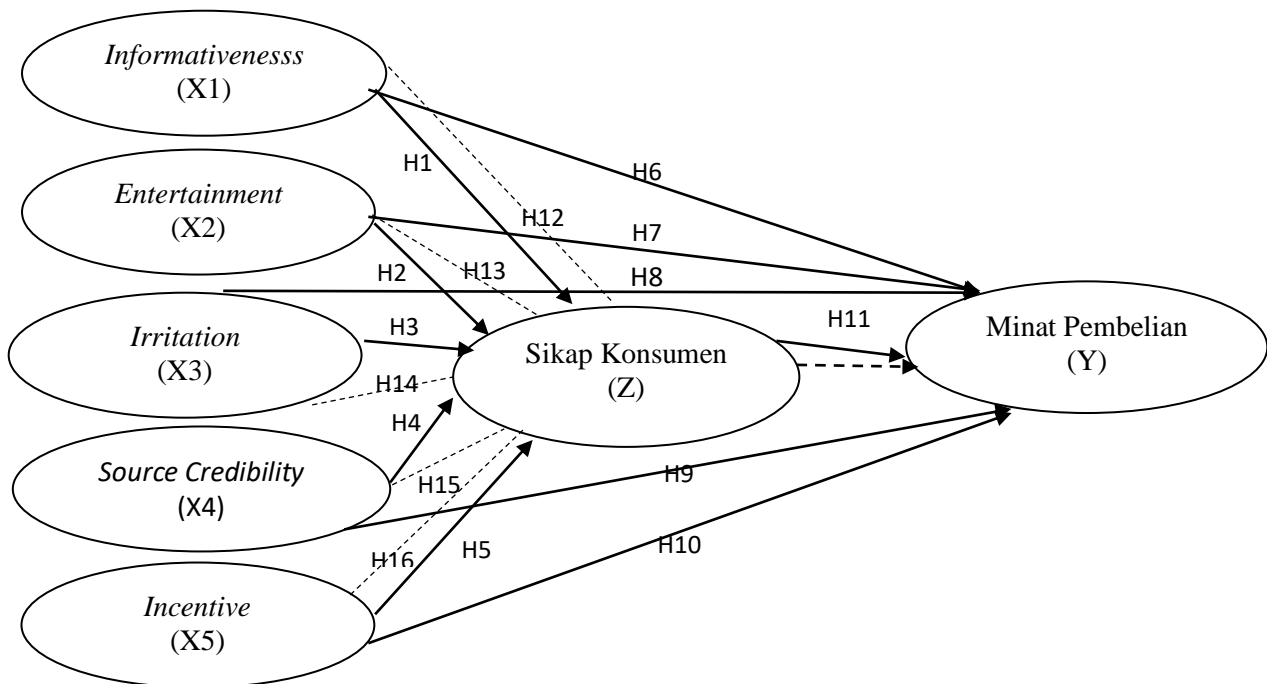 Informativenesss
(X1)
H1
H6
Entertainment
(X2)
H12
H7
H2
H13
H8
Irritation
(X3)
H3
Sikap Konsumen
(Z)
H11
Minat Pembelian
(Y)
H14
H4
Source Credibility
(X4)
H15
H9
H16
H5
H10
Incentive
(X5)